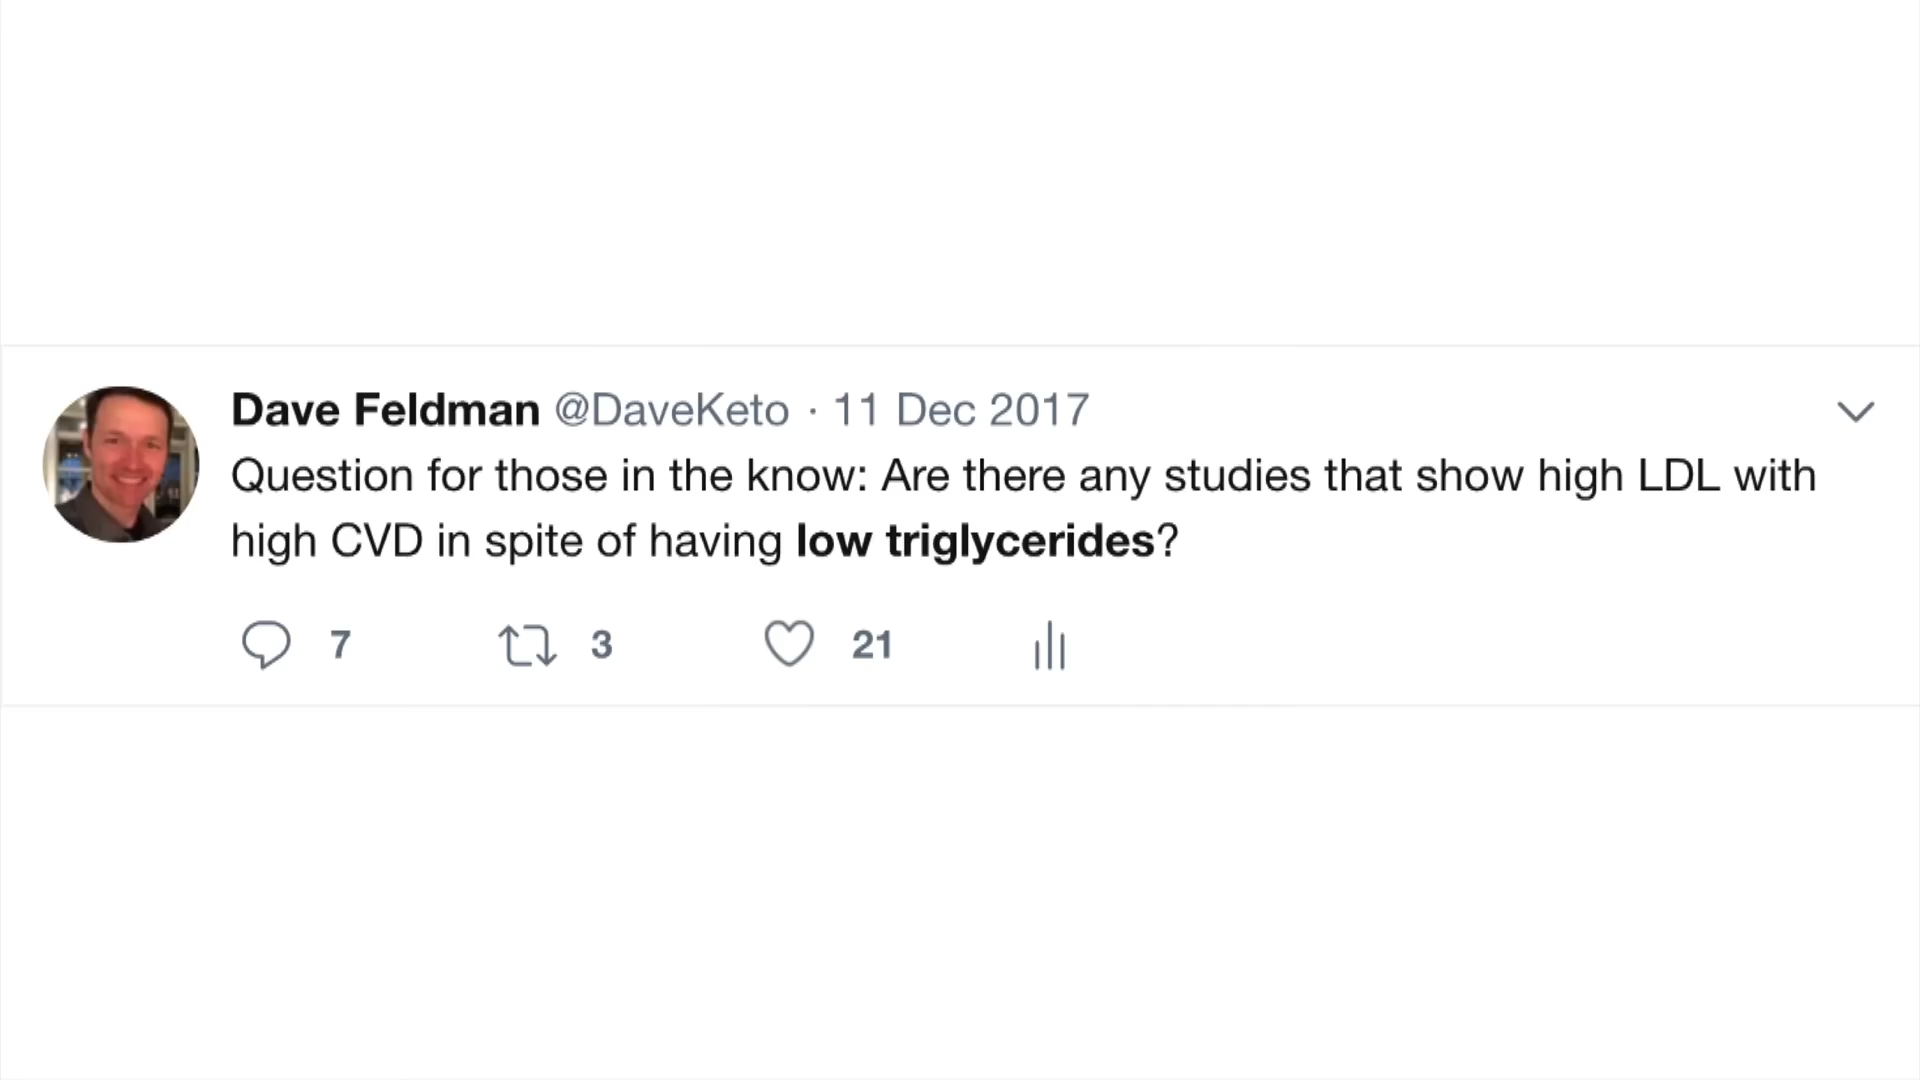 Dave Feldman @DaveKeto · 11 Dec 2017
Question for those in the know: Are there any studies that show high LDL with
high CVD in spite of having low triglycerides?
7 3 21